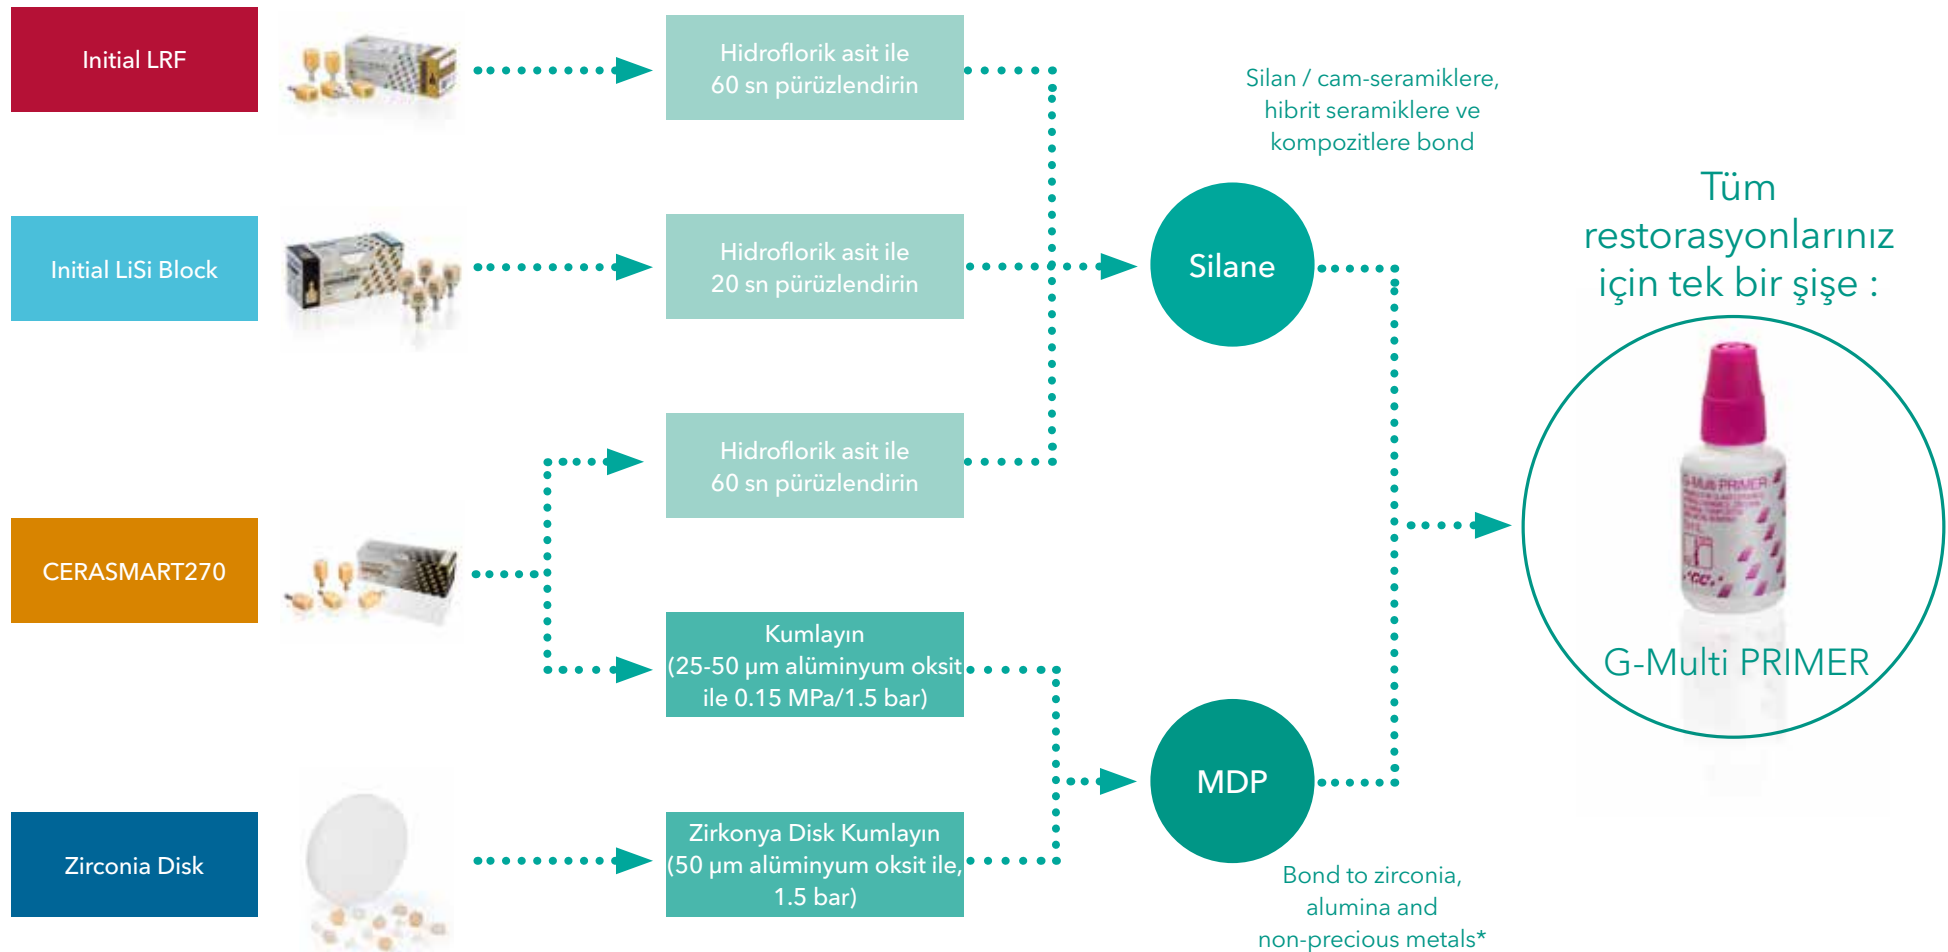 Initial LRF
Hidroflorik asit ile
60 sn pürüzlendirin
Initial LiSi Block
Hidroflorik asit ile
20 sn pürüzlendirin
CERASMART270
Hidroflorik asit ile
60 sn pürüzlendirin
Kumlayın
(25-50 µm alüminyum oksit
ile 0.15 MPa/1.5 bar)
Zirconia Disk
Zirkonya Disk Kumlayın
(50 µm alüminyum oksit ile,
1.5 bar)
Silan / cam-seramiklere,
hibrit seramiklere ve
kompozitlere bond
Silane
MDP
Bond to zirconia,
alumina and
non-precious metals*
Tüm
restorasyonlarınız
için tek bir şişe :
G-Multi PRIMER
GC
G-Multi PRIMER